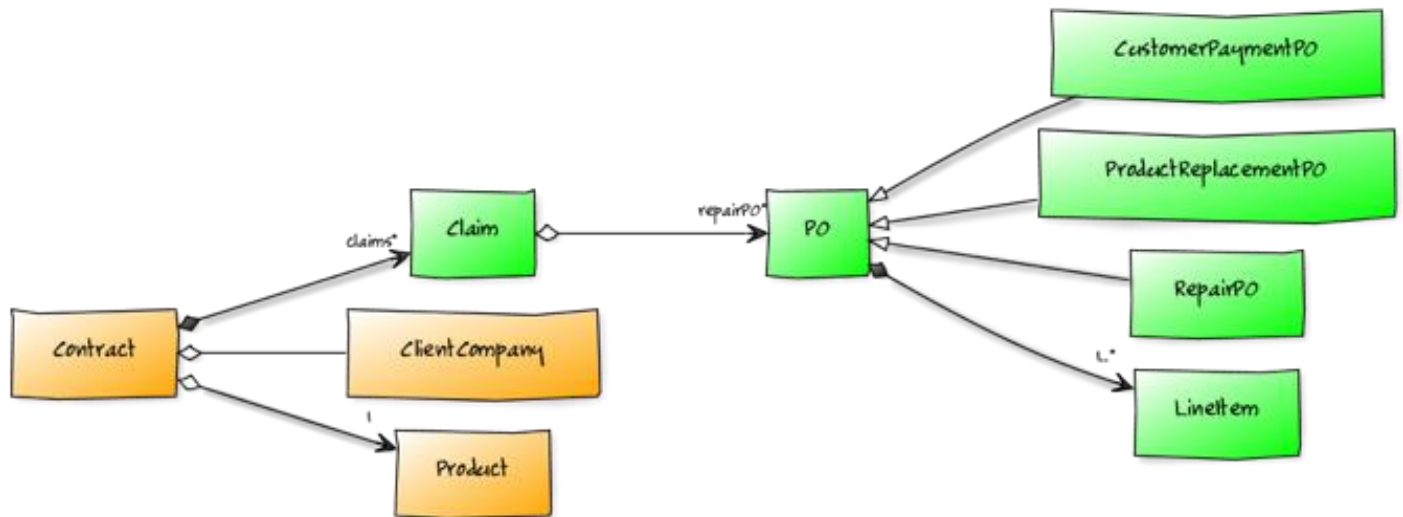 CustomerPaymentPO
ProductReplacementPO
Claim
repairPO*
PO
claims*
RepairPO
Contract
ClientCompany
1..*
LineItem
1
Product